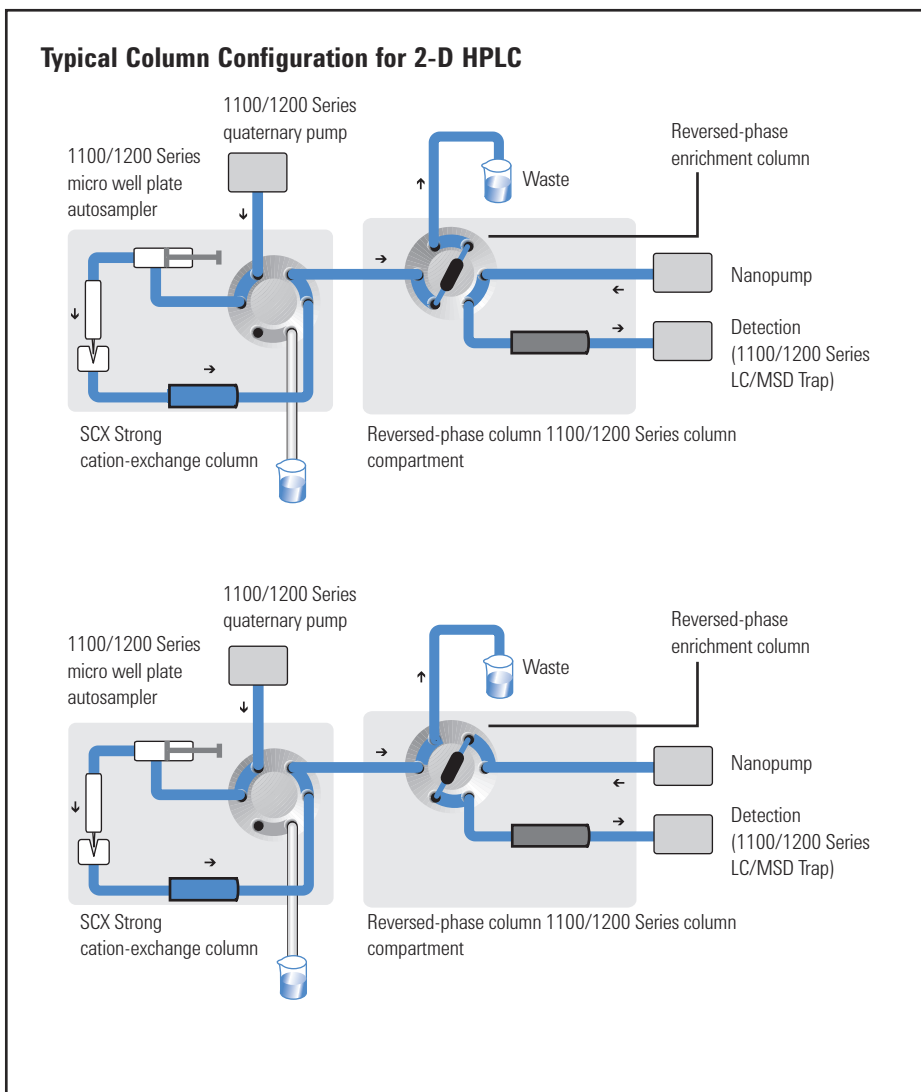 Typical Column Configuration for 2-D HPLC
1100/1200 Series
quaternary pump
1100/1200 Series
micro well plate
autosampler
Reversed-phase
enrichment column
Waste
Nanopump
Detection
(1100/1200 Series
LC/MSD Trap)
SCX Strong
cation-exchange column
Reversed-phase column 1100/1200 Series column
compartment
1100/1200 Series
quaternary pump
1100/1200 Series
micro well plate
autosampler
Reversed-phase
enrichment column
Waste
Nanopump
Detection
(1100/1200 Series
LC/MSD Trap)
SCX Strong
cation-exchange column
Reversed-phase column 1100/1200 Series column
compartment